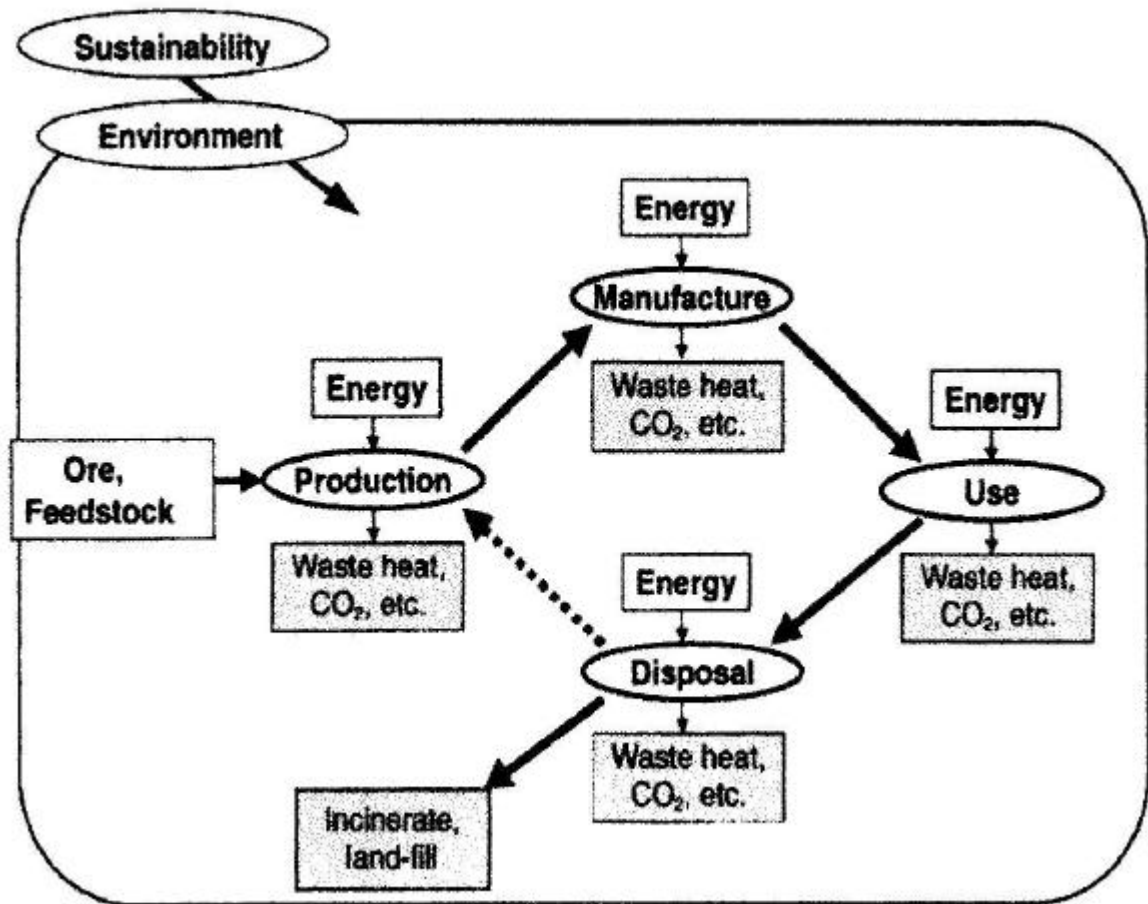 Sustainability
Environment
Energy
Manufacture
Waste heat,
CO₂, etc.
Energy
Production
Waste heat,
CO₂, etc.
Ore,
Feedstock
Energy
Use
Waste heat,
CO₂, etc.
Energy
Disposal
Waste heat,
CO₂, etc.
Incinerate,
land-fill